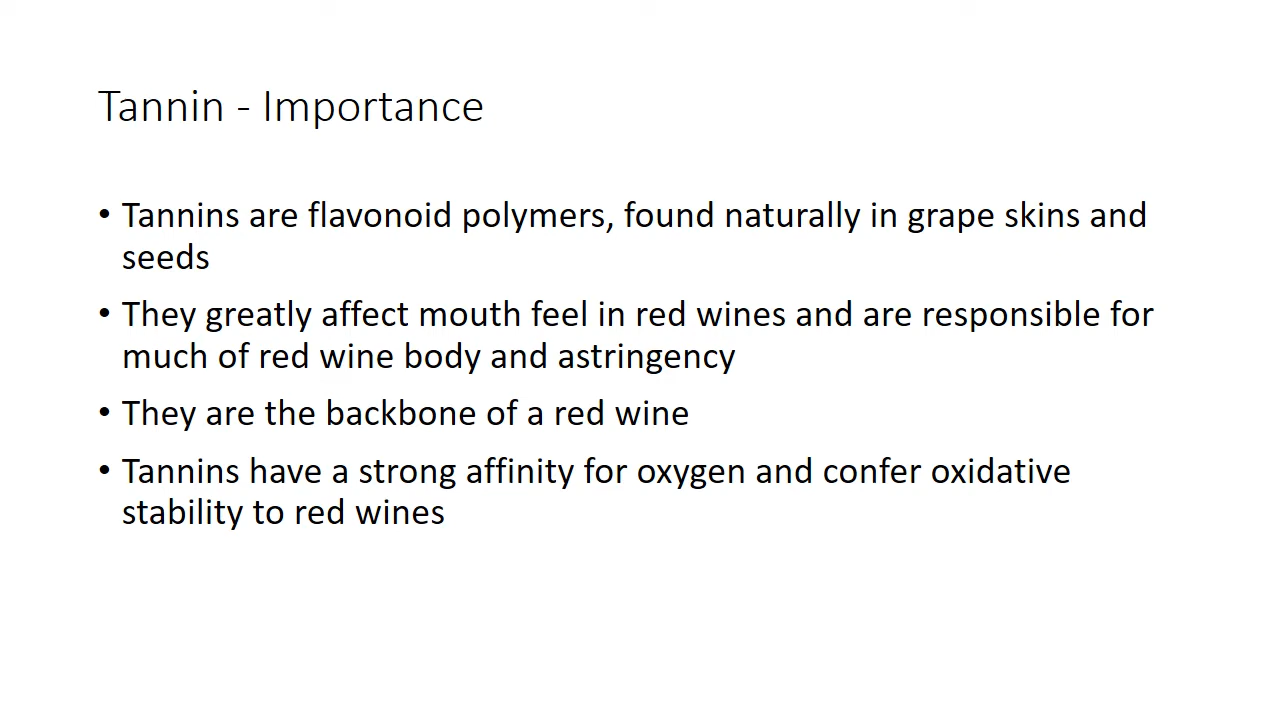 Tannin - Importance
• Tannins are flavonoid polymers, found naturally in grape skins and
seeds
• They greatly affect mouth feel in red wines and are responsible for
much of red wine body and astringency
• They are the backbone of a red wine
• Tannins have a strong affinity for oxygen and confer oxidative
stability to red wines